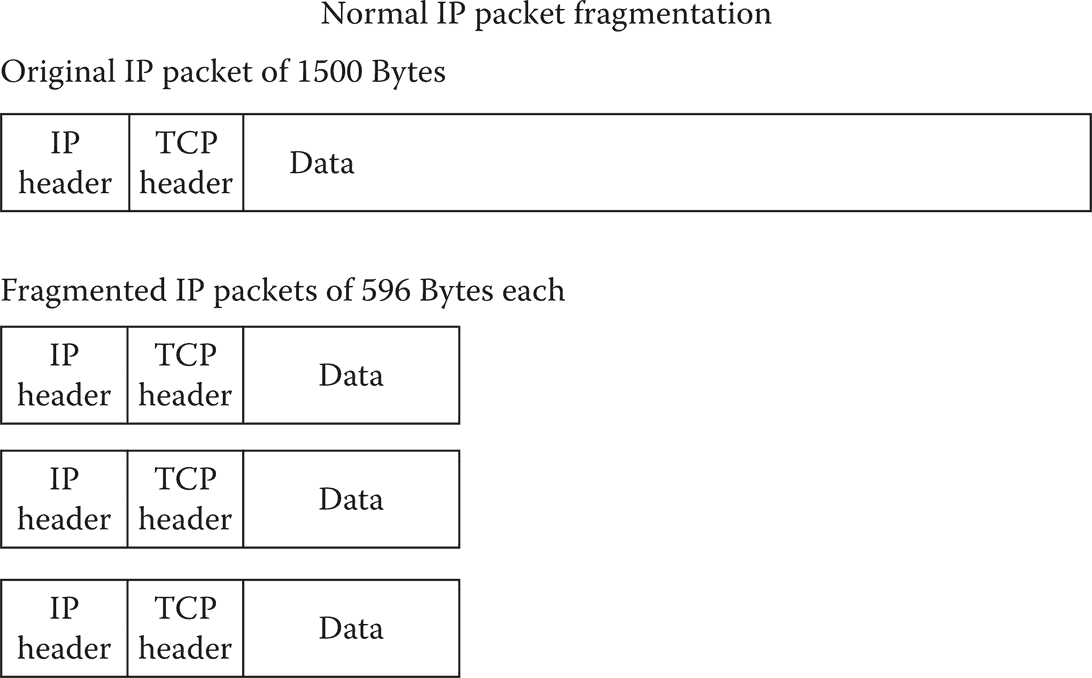 Normal IP packet fragmentation
Original IP packet of 1500 Bytes
IP
header
TCP
header
Data
Fragmented IP packets of 596 Bytes each
IP
header
TCP
header
Data
IP
header
TCP
header
Data
IP
header
TCP
header
Data